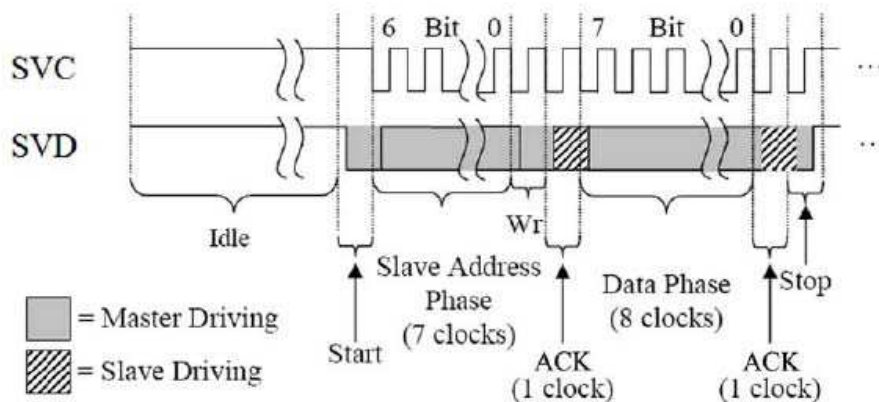 6 Bit 0 7 Bit 0
SVC ...
SVD ...
Idle
Wr
Start
Slave Address
Phase
(7 clocks)
ACK
(1 clock)
Data Phase
(8 clocks)
ACK
(1 clock)
Stop
= Master Driving
= Slave Driving